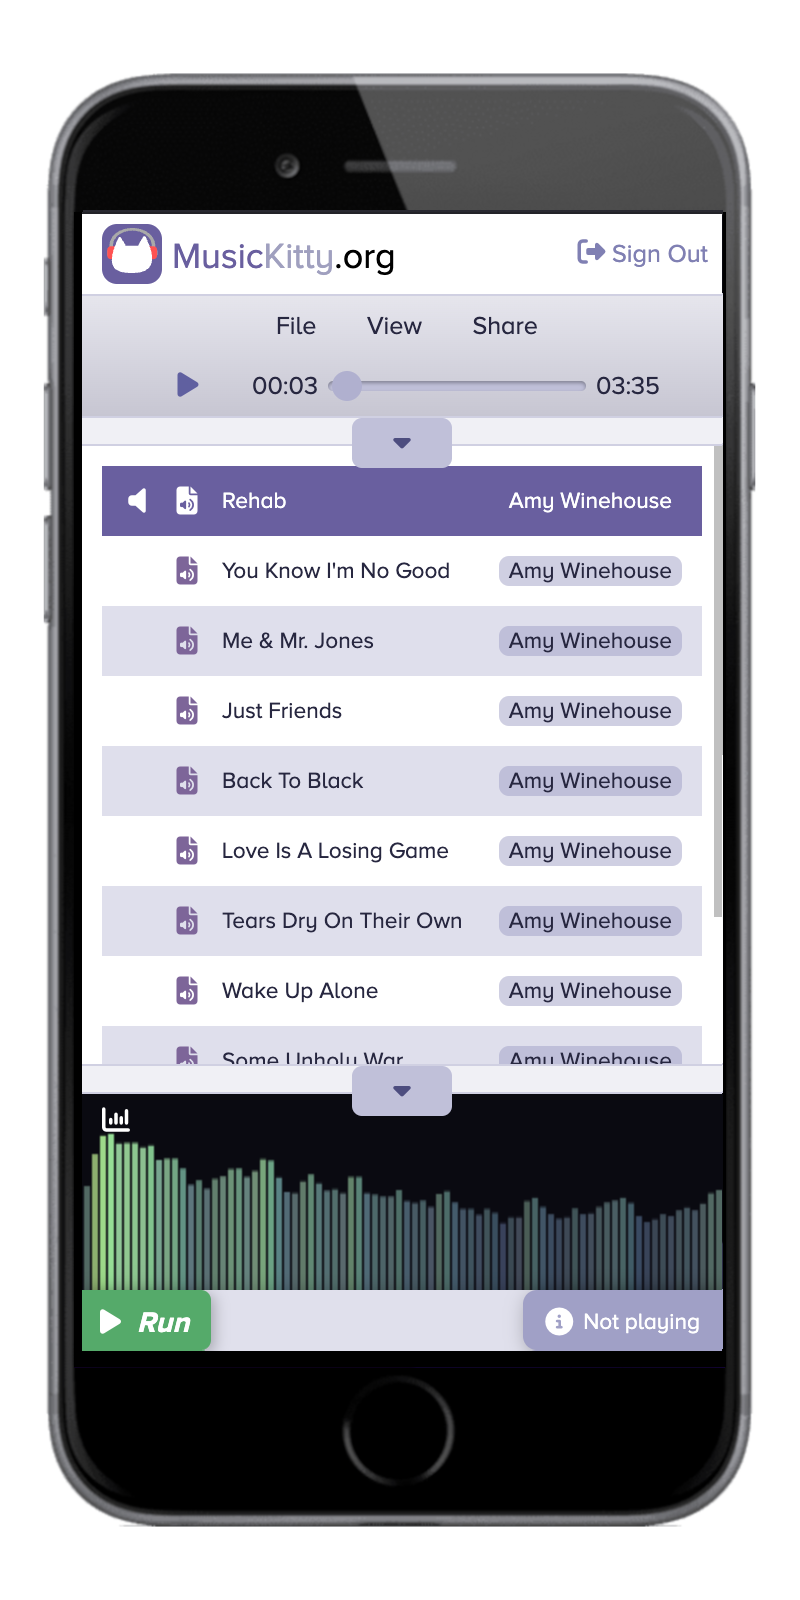 MusicKitty.org
Sign Out
File View Share
00:03 03:35
Rehab Amy Winehouse
You Know I'm No Good Amy Winehouse
Me & Mr. Jones Amy Winehouse
Just Friends Amy Winehouse
Back To Black Amy Winehouse
Love Is A Losing Game Amy Winehouse
Tears Dry On Their Own Amy Winehouse
Wake Up Alone Amy Winehouse
Some Unholy War Amy Winehouse
Run Not playing